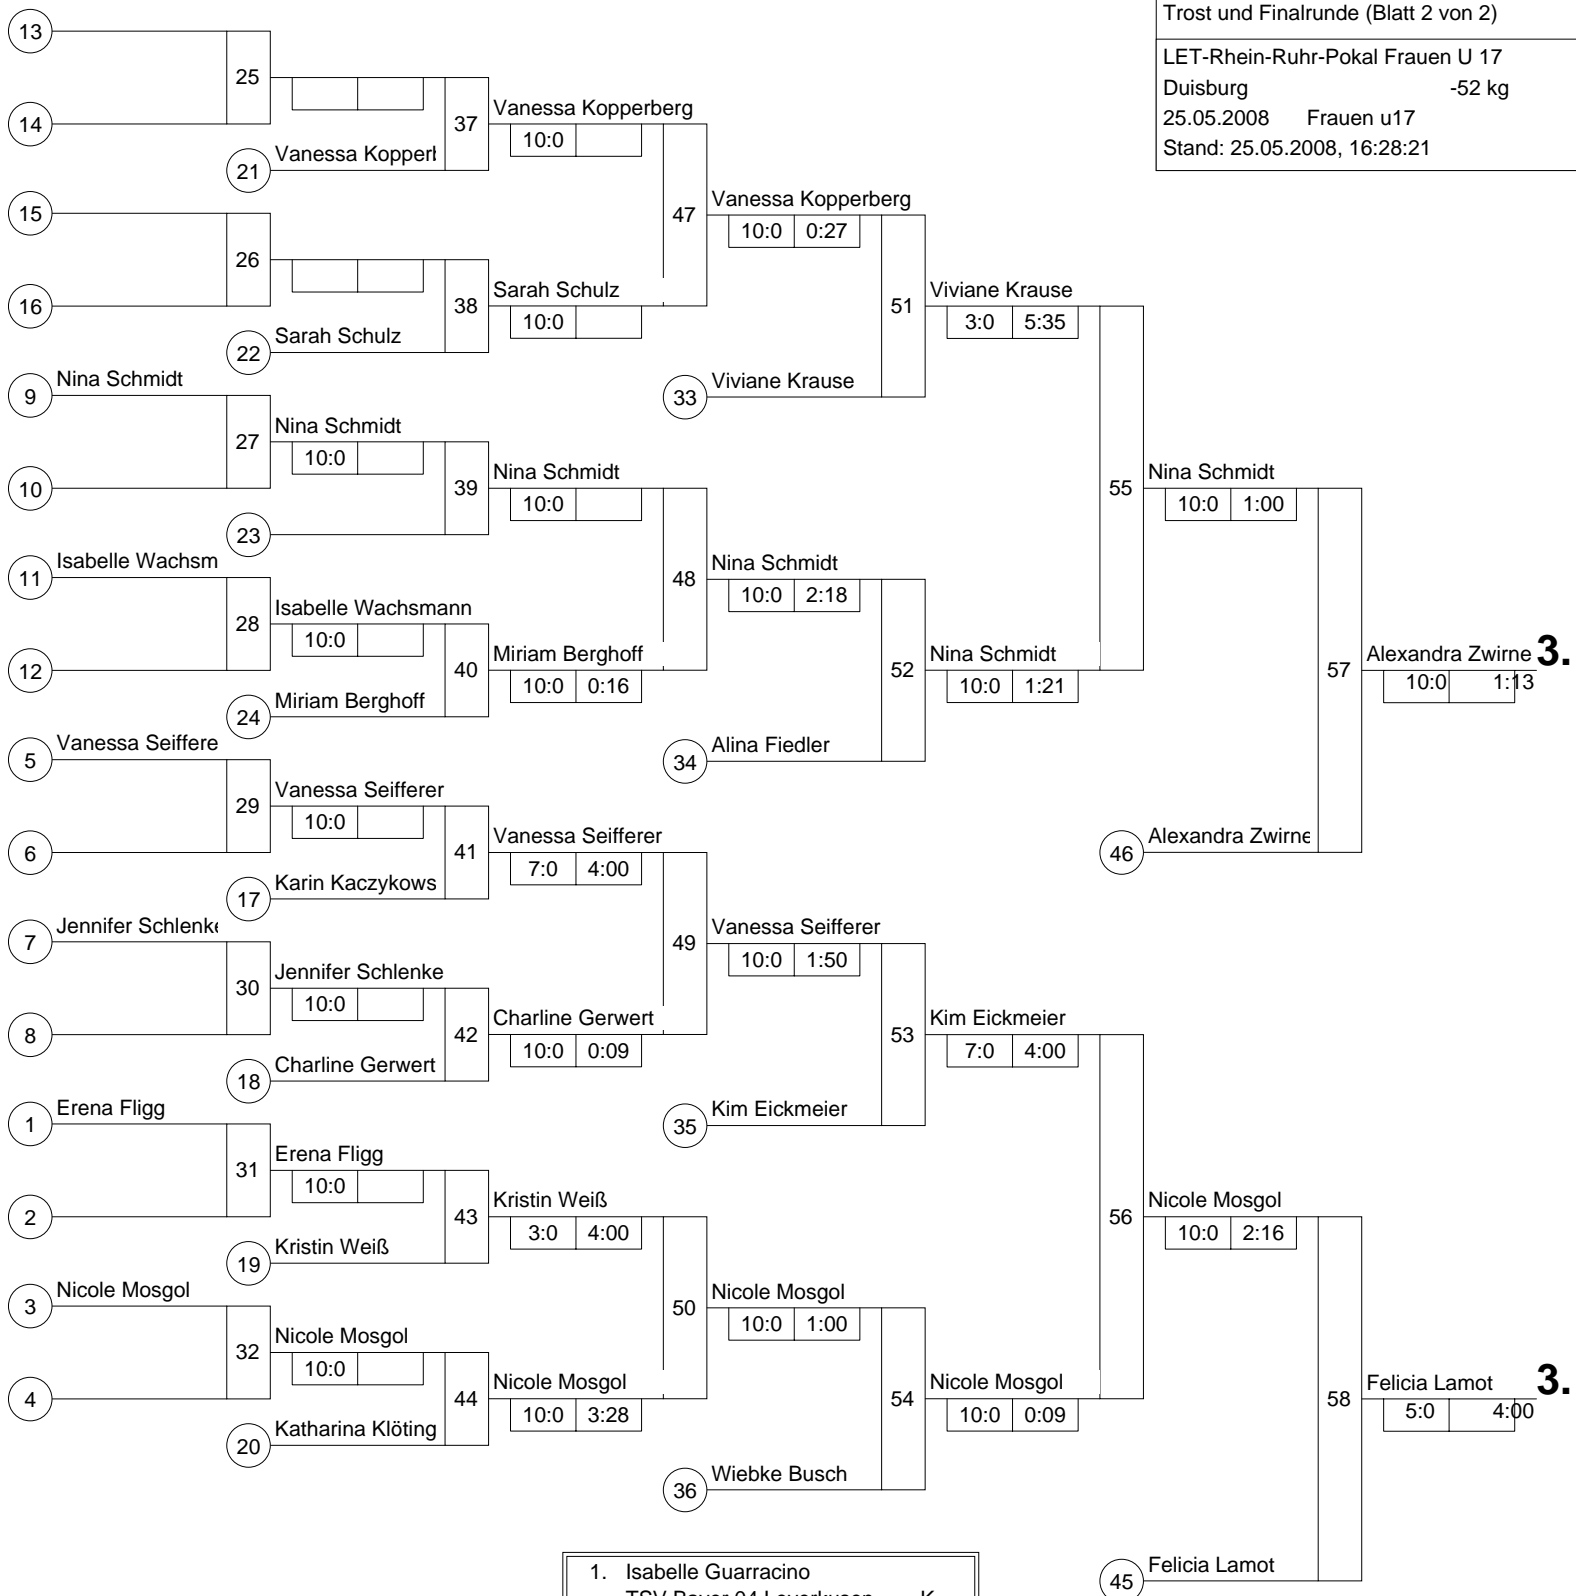 Trost und Finalrunde (Blatt 2 von 2)
LET-Rhein-Ruhr-Pokal Frauen U 17
Duisburg -52 kg
25.05.2008 Frauen u17
Stand: 25.05.2008, 16:28:21
13
25
14
37
Vanessa Kopperberg
10:0
21
Vanessa Kopperb
15
26
16
38
Sarah Schulz
10:0
22
Sarah Schulz
47
Vanessa Kopperberg
10:0 0:27
9
Nina Schmidt
27
10
Nina Schmidt
10:0
39
23
Nina Schmidt
10:0
33
Viviane Krause
51
Viviane Krause
3:0 5:35
11
Isabelle Wachsm
28
12
Isabelle Wachsmann
10:0
40
24
Miriam Berghoff
Miriam Berghoff
10:0 0:16
48
Nina Schmidt
10:0 2:18
34
Alina Fiedler
52
Nina Schmidt
10:0 1:21
55
Nina Schmidt
10:0 1:00
46
Alexandra Zwirne
57
Alexandra Zwirne 3.
10:0 1:13
5
Vanessa Seiffere
29
6
Vanessa Seifferer
10:0
41
17
Karin Kaczykows
Vanessa Seifferer
7:0 4:00
7
Jennifer Schlenke
30
8
Jennifer Schlenke
10:0
42
18
Charline Gerwert
Charline Gerwert
10:0 0:09
49
Vanessa Seifferer
10:0 1:50
35
Kim Eickmeier
53
Kim Eickmeier
7:0 4:00
1
Erena Fligg
31
2
Erena Fligg
10:0
43
19
Kristin Weiß
Kristin Weiß
3:0 4:00
3
Nicole Mosgol
32
4
Nicole Mosgol
10:0
44
20
Katharina Klöting
Nicole Mosgol
10:0 3:28
50
Nicole Mosgol
10:0 1:00
36
Wiebke Busch
54
Nicole Mosgol
10:0 0:09
56
Nicole Mosgol
10:0 2:16
45
Felicia Lamot
58
Felicia Lamot 3.
5:0 4:00
1. Isabelle Guarracino
TSV Bayer 04 Leverkusen K